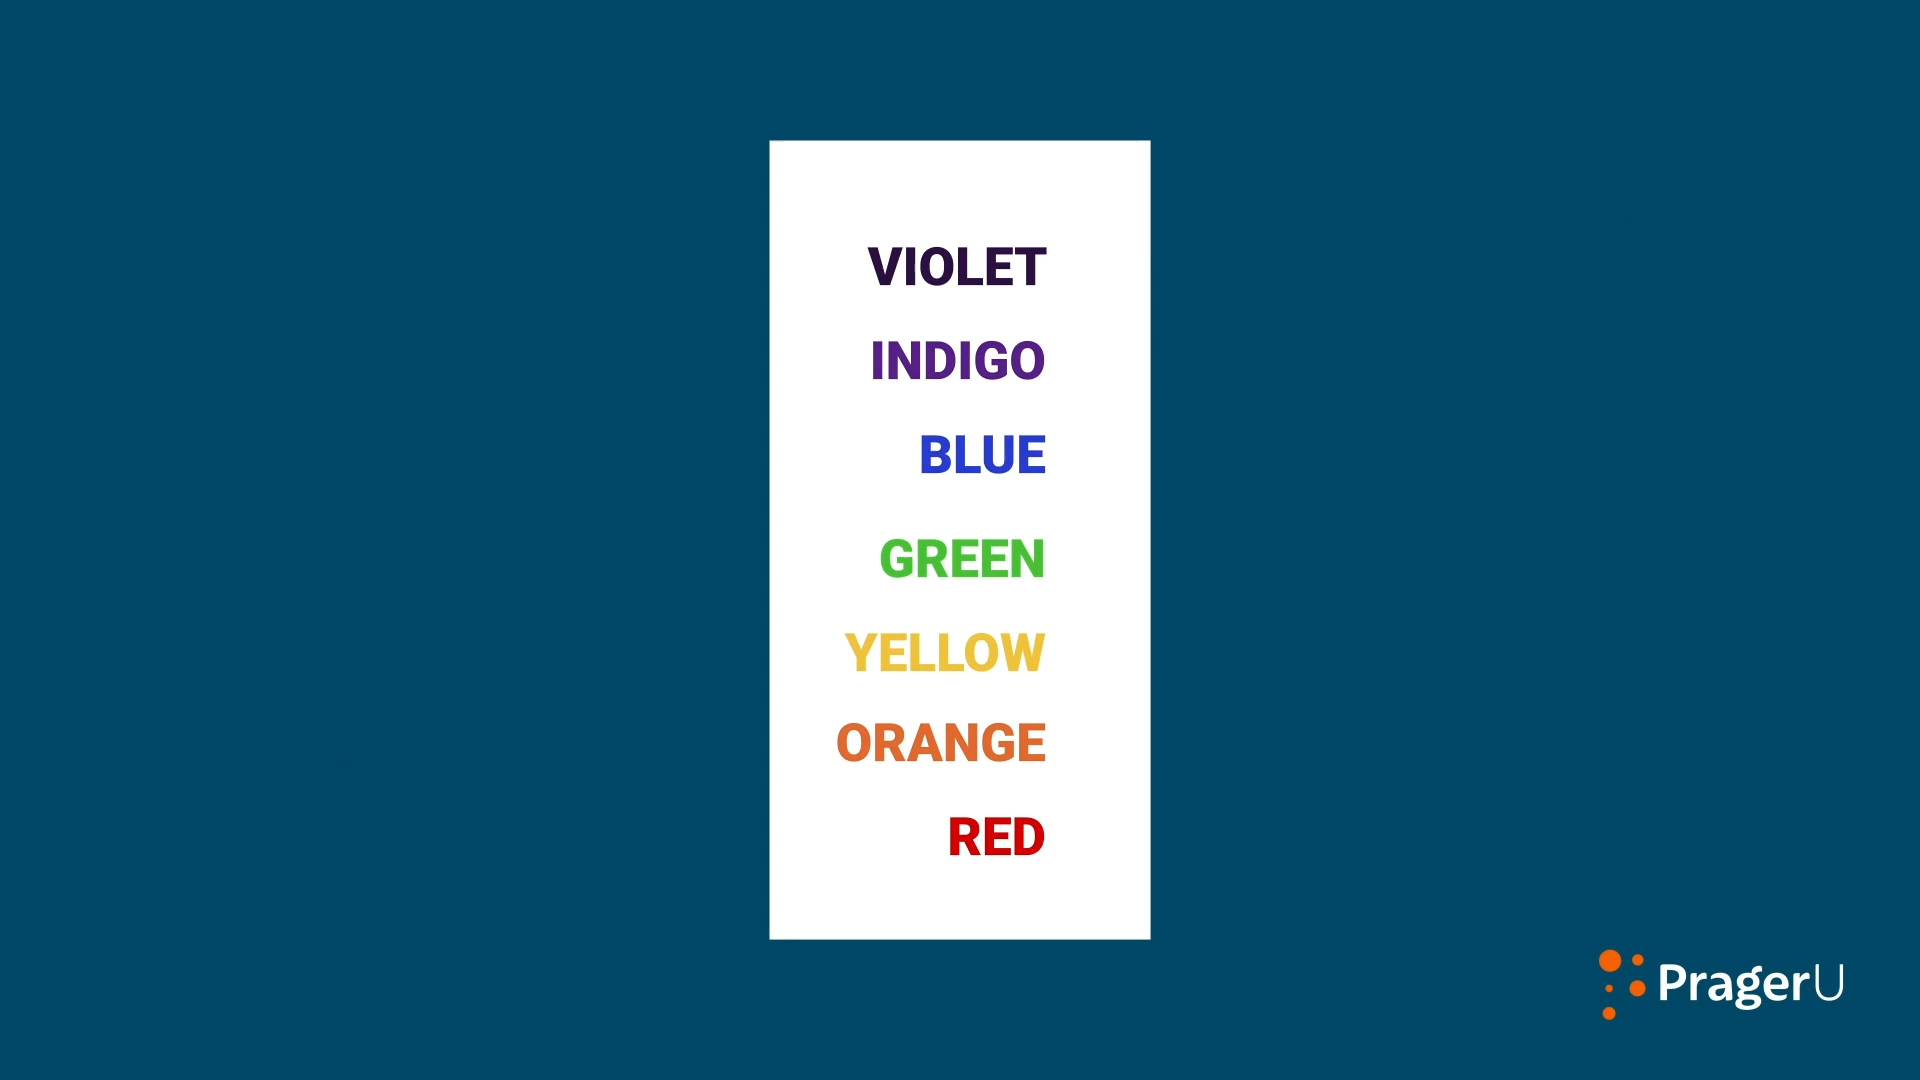 VIOLET
INDIGO
BLUE
GREEN
YELLOW
ORANGE
RED
PragerU